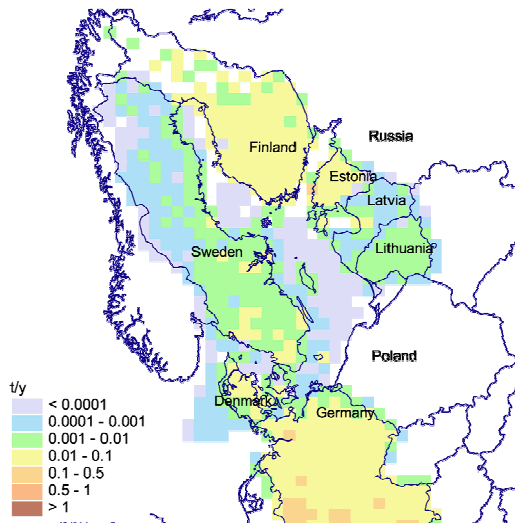 Russia
Finland
Estonia
Latvia
Lithuania
Sweden
Poland
Denmark
Germany
t/y
< 0.0001
0.0001 - 0.001
0.001 - 0.01
0.01 - 0.1
0.1 - 0.5
0.5 - 1
> 1